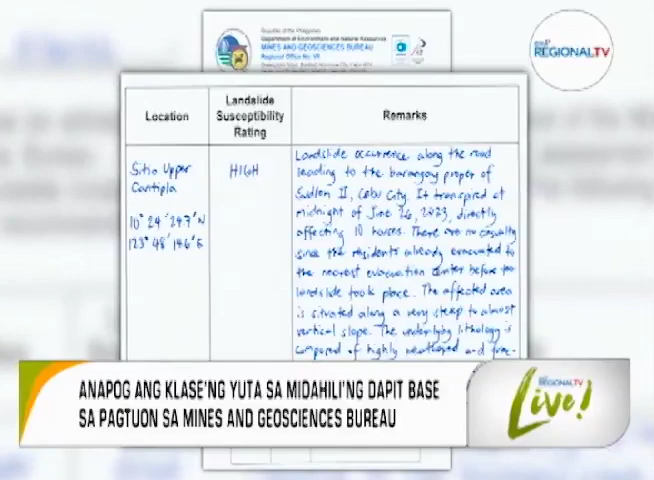 Republic of the Philippines
Department of Environment and Natural Resources
MINES AND GEOSCIENCES BUREAU
Regional Office No. VII
GMA REGIONALTV
Location
Landslide
Susceptibility
Rating
Remarks
Sitio Upper
Cantipla
10° 24' 24.7" N
123° 48' 14.6" E
HIGH
Landslide occurrence along the road
leading to the barangay proper of
Sudlon II, Cebu City. It transpired at
midnight of June 26, 2023, directly
affecting 10 houses. There are no casualty
since the residents already evacuated to
the nearest evacuation center before the
landslide took place. The affected area
is situated along a very steep to almost
vertical slope. The underlying lithology is
composed of highly weathered and frac-
ANAPOG ANG KLASE'NG YUTA SA MIDAHILI'NG DAPIT BASE
SA PAGTUON SA MINES AND GEOSCIENCES BUREAU
REGIONALTV
Live!